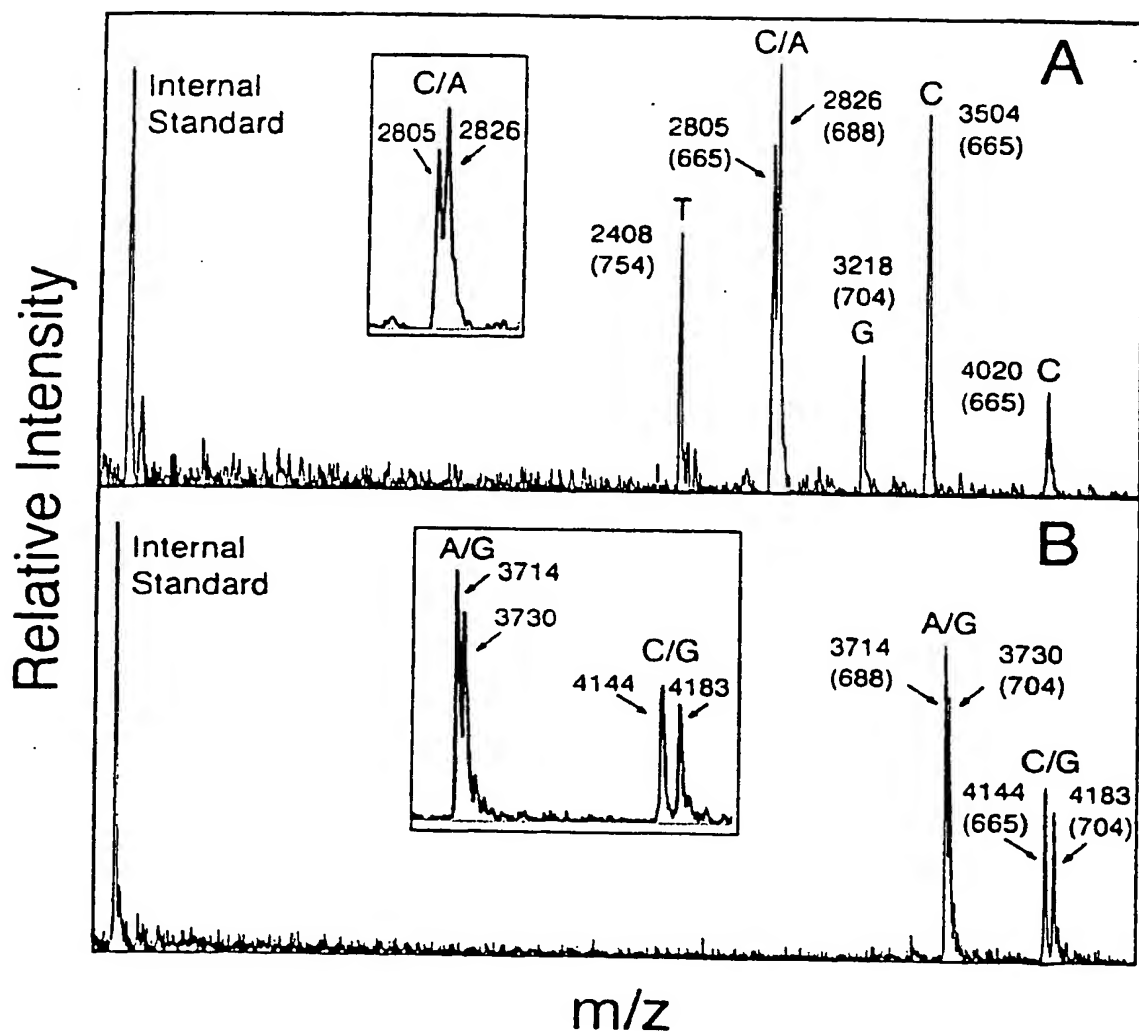 Relative Intensity
A
Internal
Standard
C/A
2805
2826
C/A
2805
(665)
2826
(688)
T
2408
(754)
3218
(704)
G
C
3504
(665)
4020
(665)
C
B
Internal
Standard
A/G
3714
3730
C/G
4144
4183
A/G
3714
(688)
3730
(704)
C/G
4144
(665)
4183
(704)
m/z